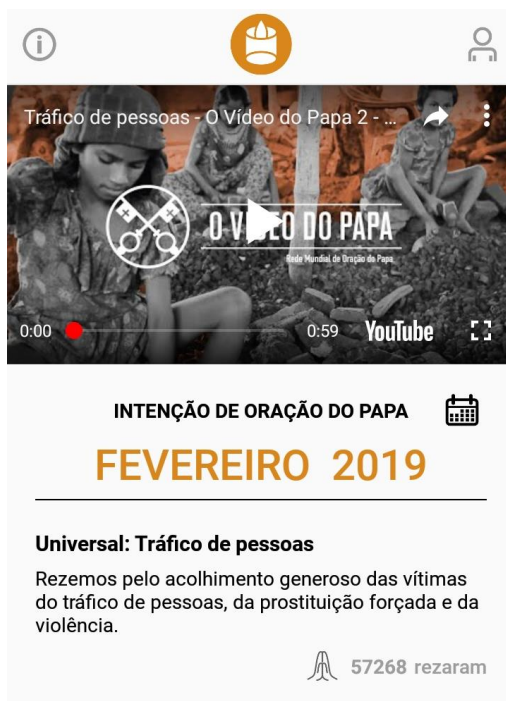 Tráfico de pessoas - O Vídeo do Papa 2 - ...
O VÍDEO DO PAPA
Rede Mundial de Oração do Papa
0:00
0:59
YouTube
INTENÇÃO DE ORAÇÃO DO PAPA
FEVEREIRO 2019
Universal: Tráfico de pessoas
Rezemos pelo acolhimento generoso das vítimas
do tráfico de pessoas, da prostituição forçada e da
violência.
57268 rezaram